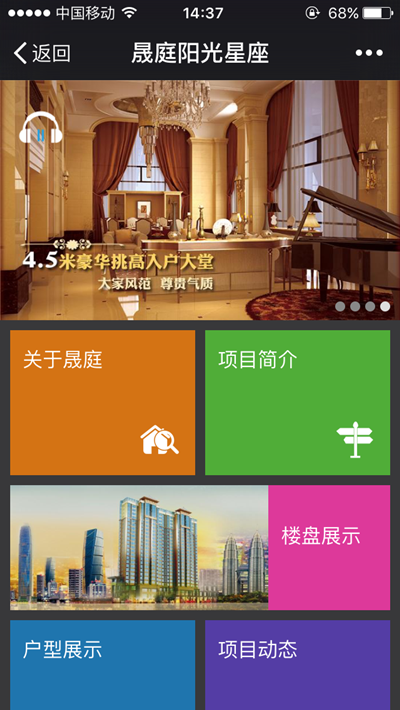 中国移动 14:37 68%
返回 晟庭阳光星座
4.5米豪华挑高入户大堂
大家风范 尊贵气质
关于晟庭 项目简介
楼盘展示
户型展示 项目动态